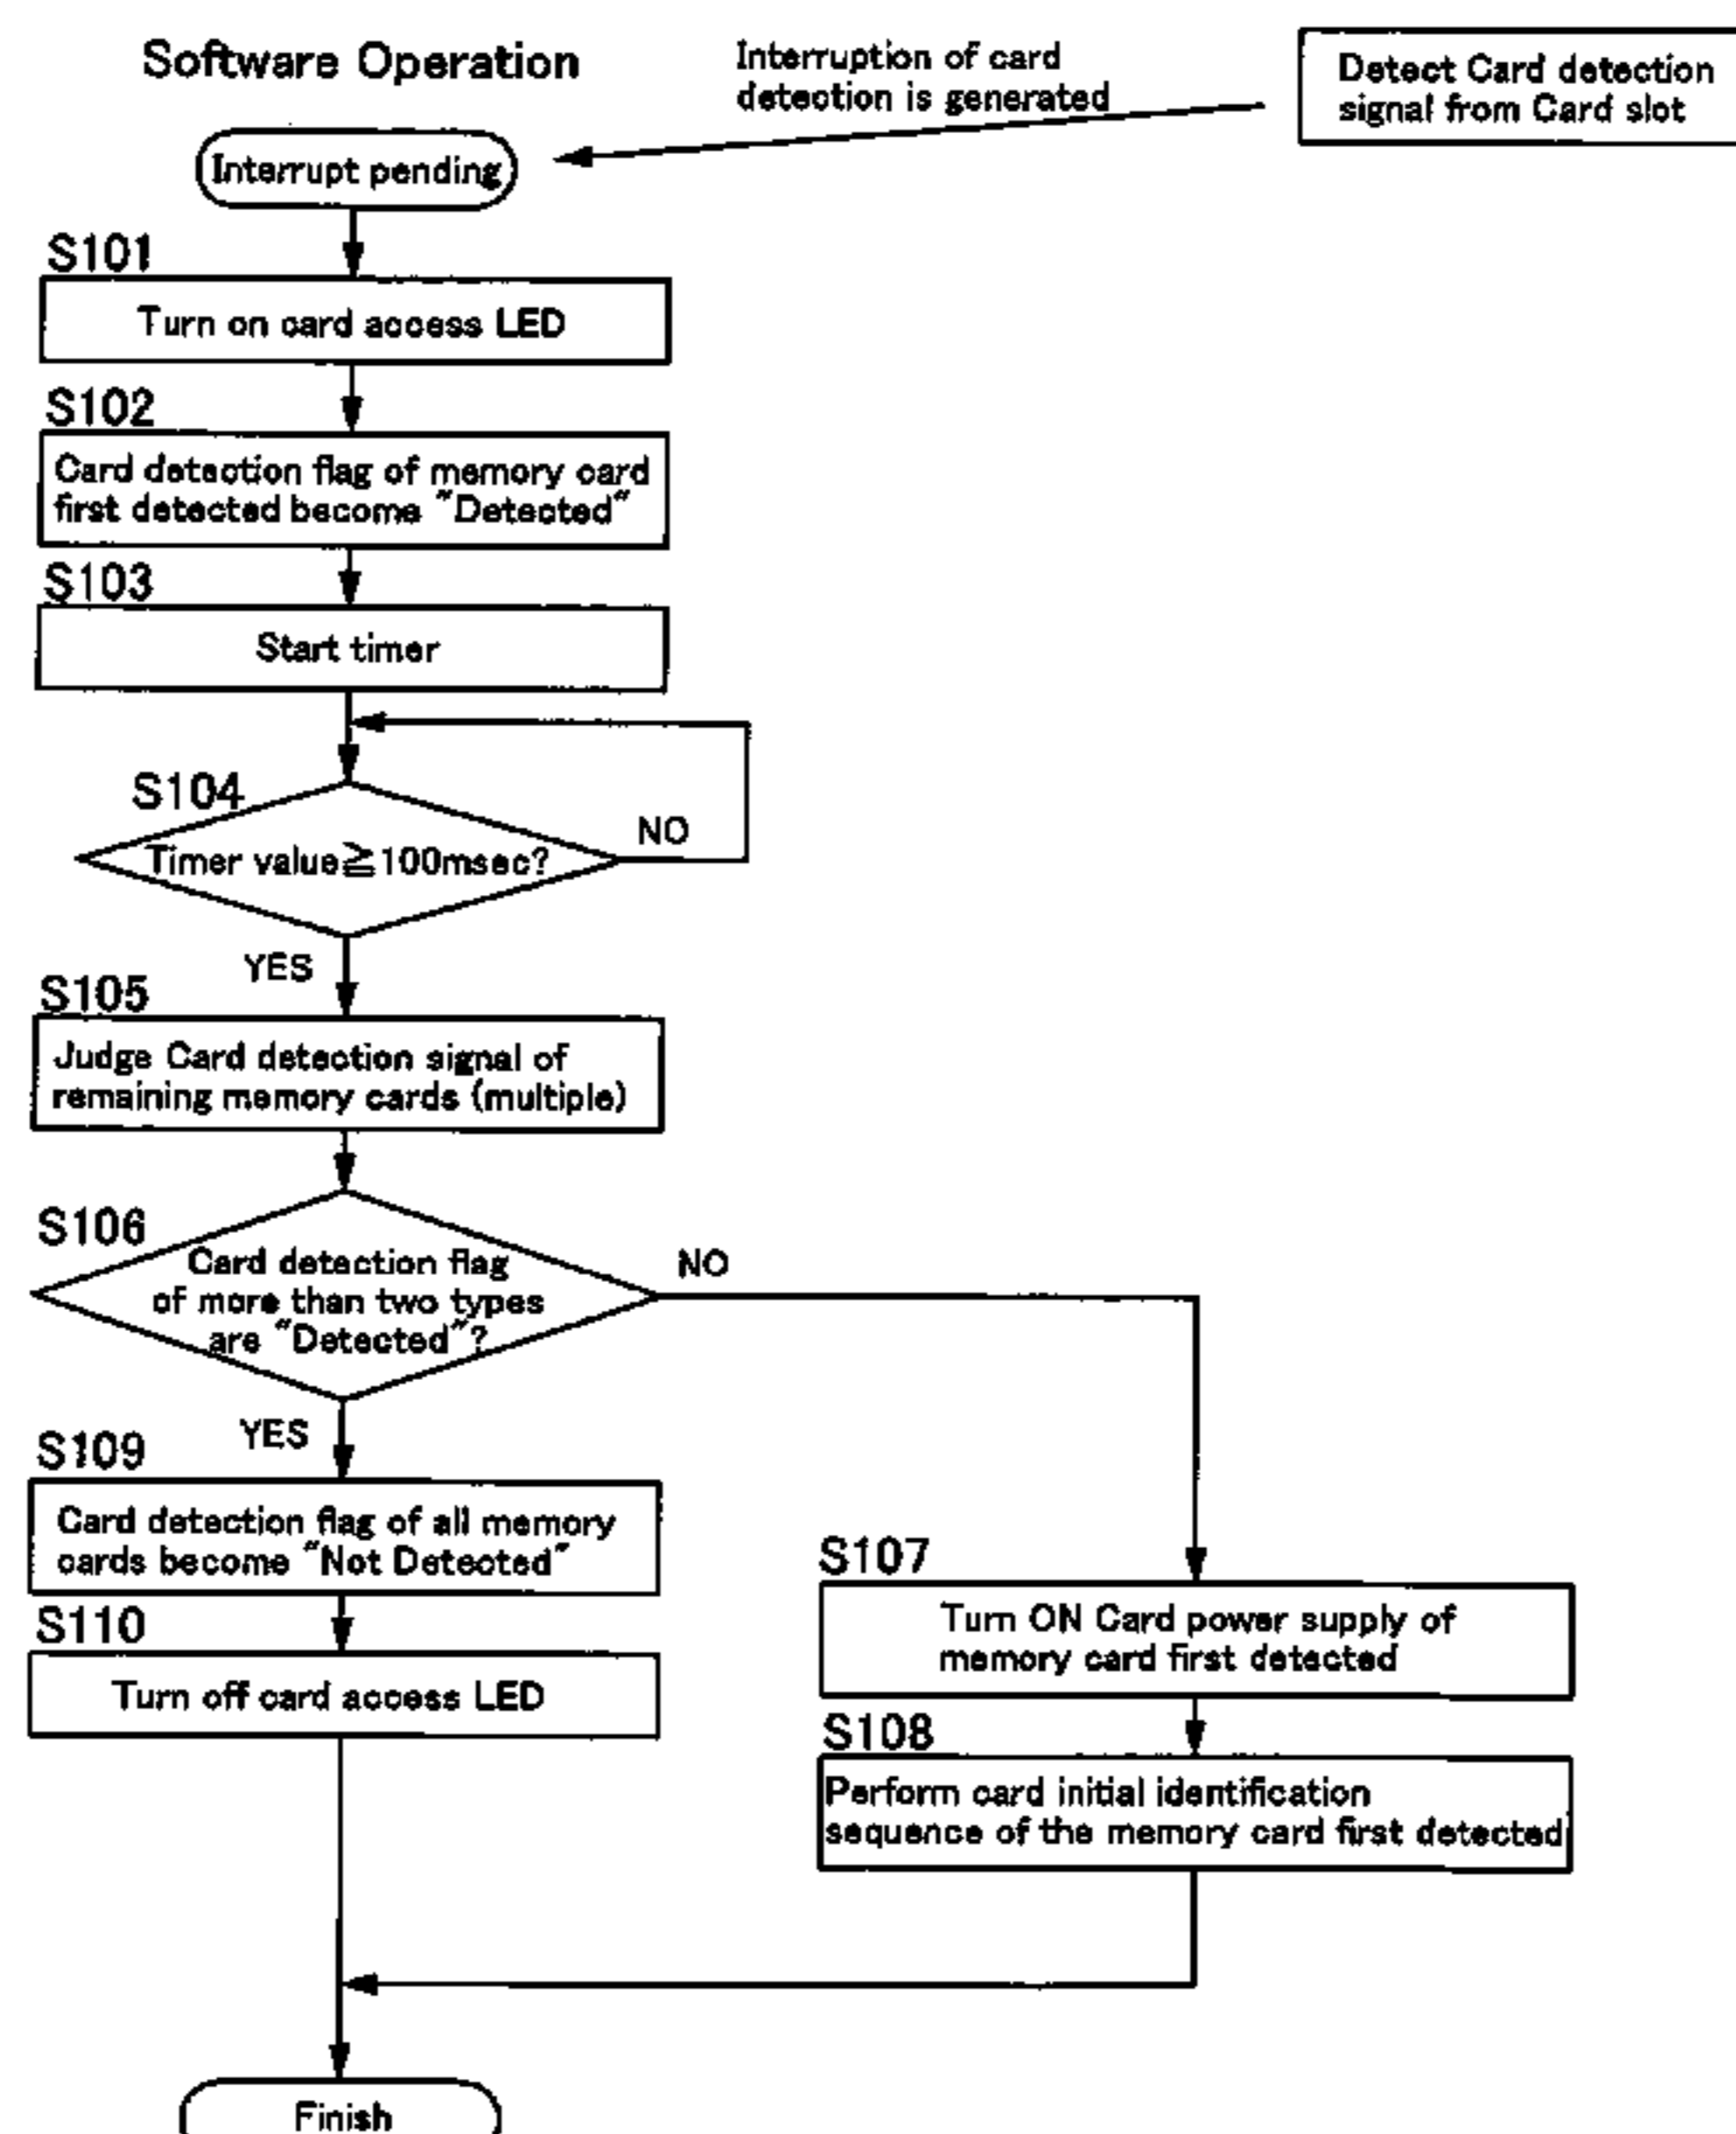 Software Operation
Interruption of card
detection is generated
Detect Card detection
signal from Card slot
Interrupt pending
S101
Turn on card access LED
S102
Card detection flag of memory card
first detected become "Detected"
S103
Start timer
S104
Timer value≧100msec?
NO
YES
S105
Judge Card detection signal of
remaining memory cards (multiple)
S106
Card detection flag
of more than two types
are "Detected"?
NO
YES
S109
Card detection flag of all memory
cards become "Not Detected"
S110
Turn off card access LED
S107
Turn ON Card power supply of
memory card first detected
S108
Perform card initial identification
sequence of the memory card first detected
Finish